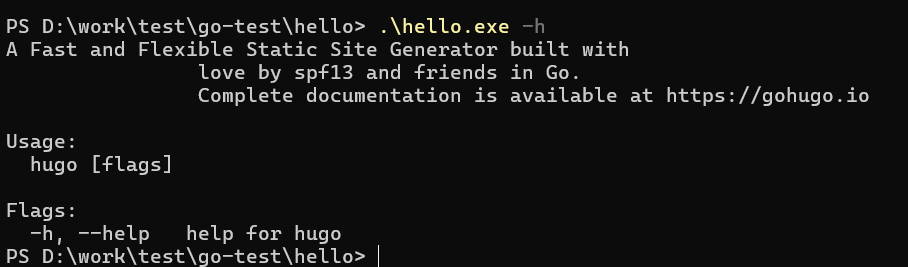 PS D:\work\test\go-test\hello> .\hello.exe -h
A Fast and Flexible Static Site Generator built with
                love by spf13 and friends in Go.
                Complete documentation is available at https://gohugo.io

Usage:
  hugo [flags]

Flags:
  -h, --help   help for hugo
PS D:\work\test\go-test\hello>